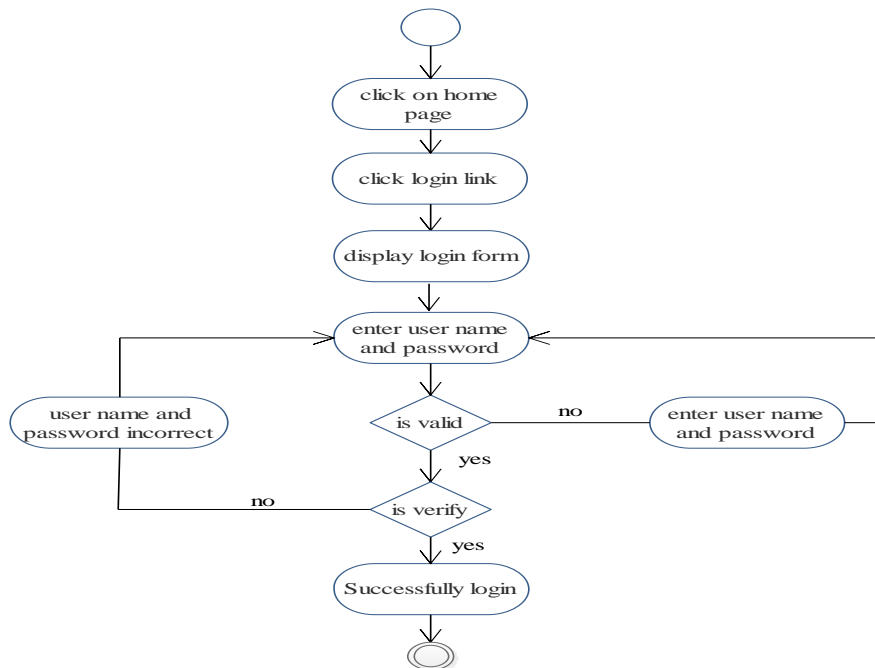 click on home
page
click login link
display login form
enter user name
and password
user name and
password incorrect
is valid
no
enter user name
and password
yes
is verify
no
yes
Successfully login